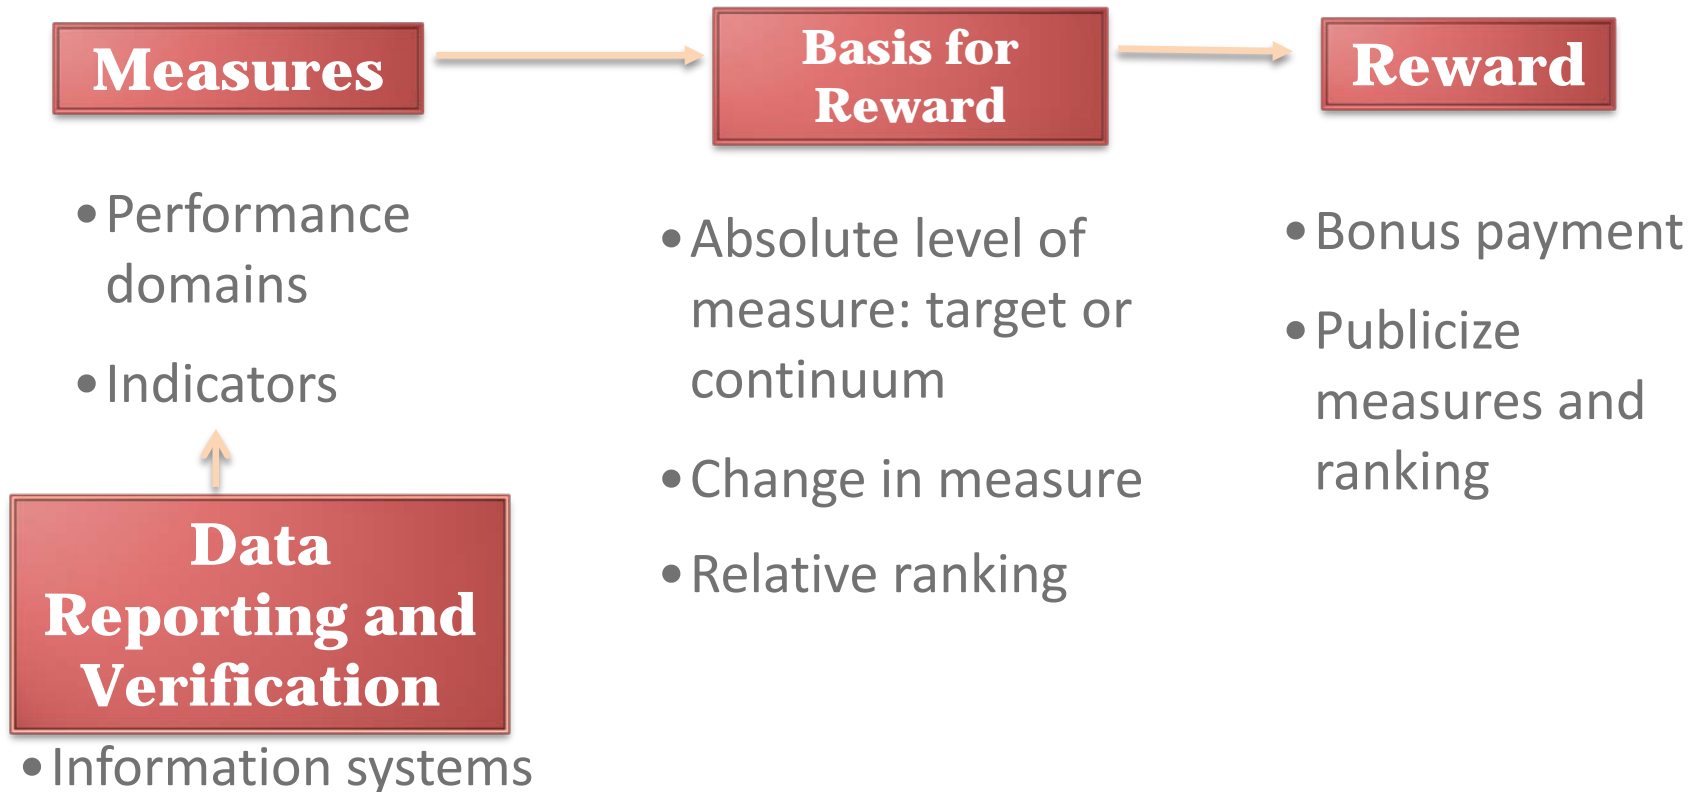 Measures
• Performance
domains
• Indicators
Data
Reporting and
Verification
• Information systems
Basis for
Reward
• Absolute level of
measure: target or
continuum
• Change in measure
• Relative ranking
Reward
• Bonus payment
• Publicize
measures and
ranking